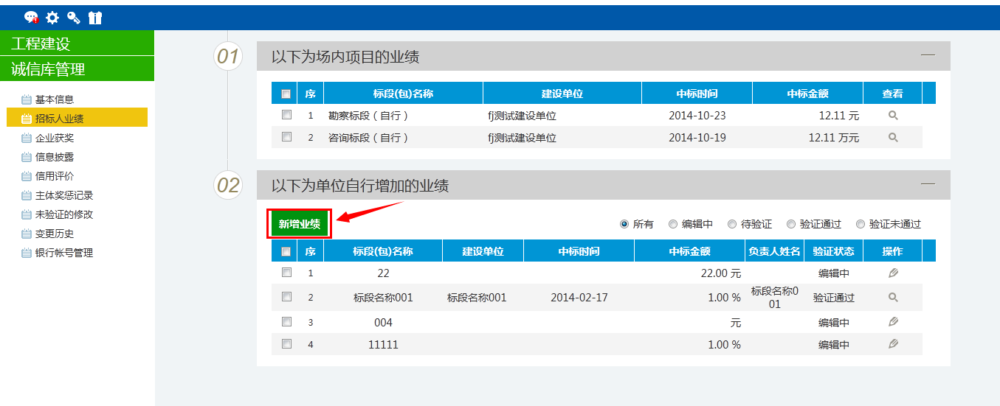 工程建设
诚信库管理
基本信息
招标人业绩
企业获奖
信息披露
信用评价
主体奖惩记录
未验证的修改
变更历史
银行帐号管理
01 以下为场内项目的业绩
序 标段(包)名称 建设单位 中标时间 中标金额 查看
1 勘察标段（自行） fj测试建设单位 2014-10-23 12.11 元
2 咨询标段（自行） fj测试建设单位 2014-10-19 12.11 万元
02 以下为单位自行增加的业绩
新增业绩 所有 编辑中 待验证 验证通过 验证未通过
序 标段(包)名称 建设单位 中标时间 中标金额 负责人姓名 验证状态 操作
1 22 22.00 元 编辑中
2 标段名称001 标段名称001 2014-02-17 1.00 % 标段名称0 验证通过
01
3 004 元 编辑中
4 11111 1.00 % 编辑中